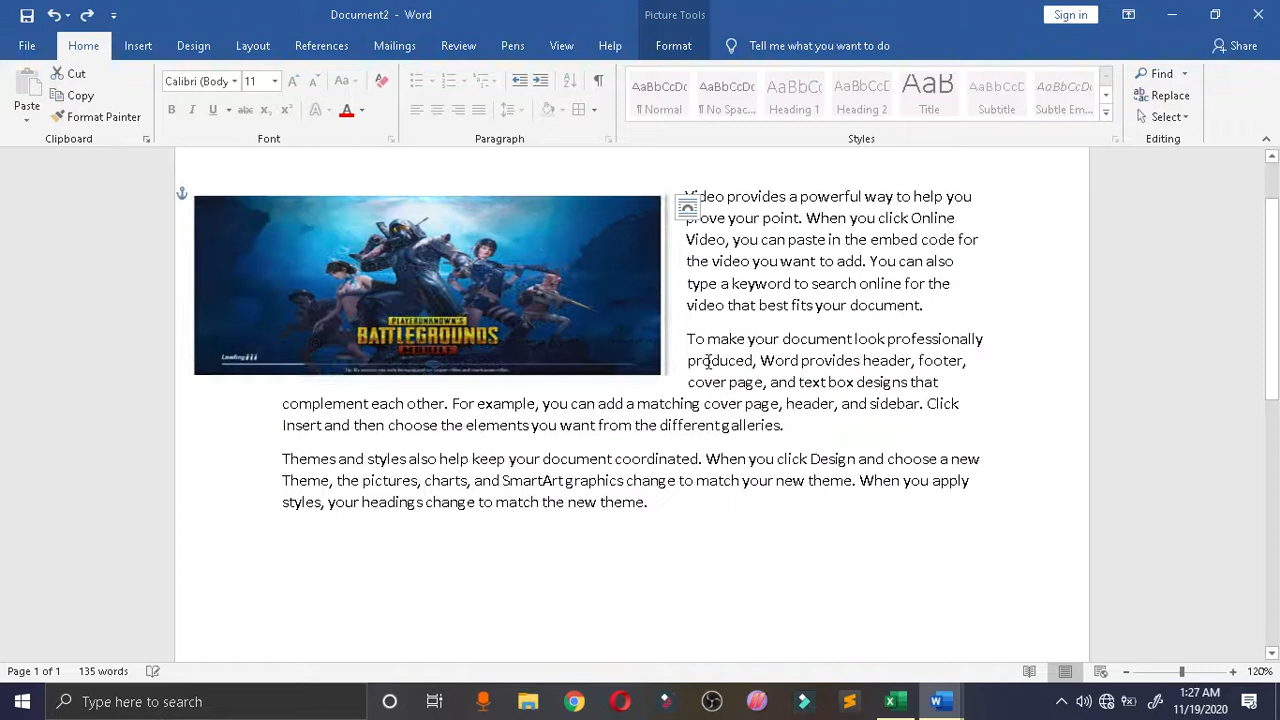 Document2 - Word
Picture Tools
Sign in
File Home Insert Design Layout References Mailings Review Pens View Help Format Tell me what you want to do Share
Paste
Cut
Copy
Format Painter
Clipboard
Calibri (Body 11
Aa
B I U abc x₂ x² A A
Font
Paragraph
AaBbCcDc AaBbCcDc AaBbCc AaBbCcD AaB AaBbCcD AaBbCcD
¶ Normal ¶ No Spac... Heading 1 Heading 2 Title Subtitle Subtle Em...
Styles
Find
Replace
Select
Editing
PLAYERUNKNOWN'S
BATTLEGROUNDS
MOBILE
Loading
Video provides a powerful way to help you
prove your point. When you click Online
Video, you can paste in the embed code for
the video you want to add. You can also
type a keyword to search online for the
video that best fits your document.
To make your document look professionally
produced, Word provides header, footer,
cover page, and text box designs that
complement each other. For example, you can add a matching cover page, header, and sidebar. Click
Insert and then choose the elements you want from the different galleries.
Themes and styles also help keep your document coordinated. When you click Design and choose a new
Theme, the pictures, charts, and SmartArt graphics change to match your new theme. When you apply
styles, your headings change to match the new theme.
Page 1 of 1 135 words
120%
Type here to search
1:27 AM
11/19/2020